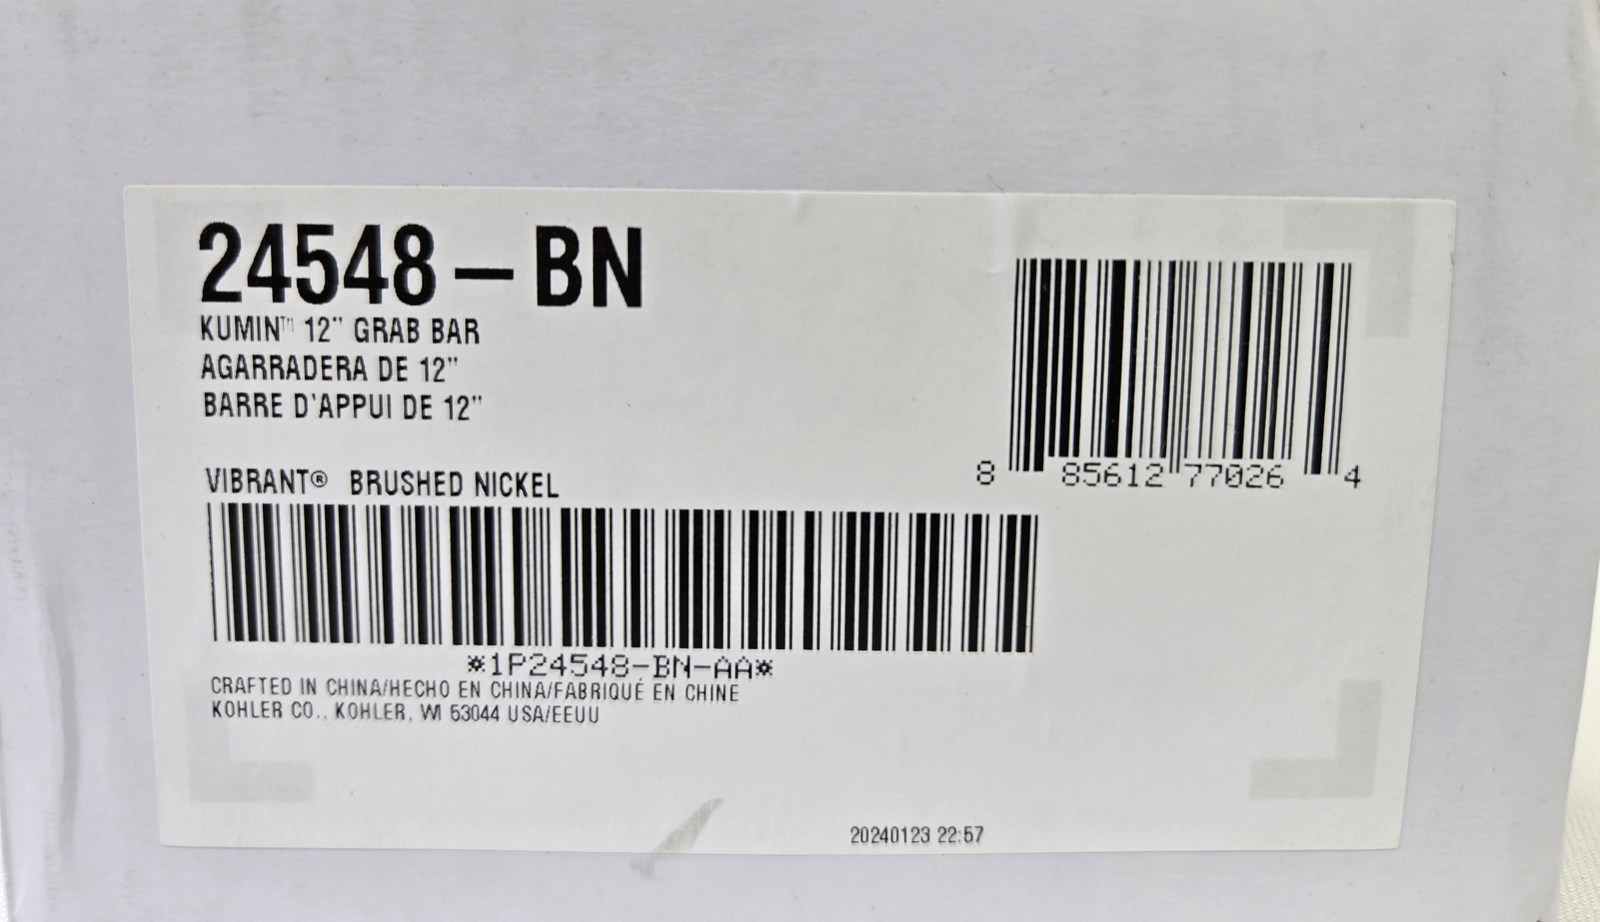 24548-BN
KUMIN™ 12" GRAB BAR
AGARRADERA DE 12"
BARRE D'APPUI DE 12"
VIBRANT® BRUSHED NICKEL
8 85612 77026 4
*1P24548-BN-AA*
CRAFTED IN CHINA/HECHO EN CHINA/FABRIQUÉ EN CHINE
KOHLER CO., KOHLER, WI 53044 USA/EEUU
20240123 22:57